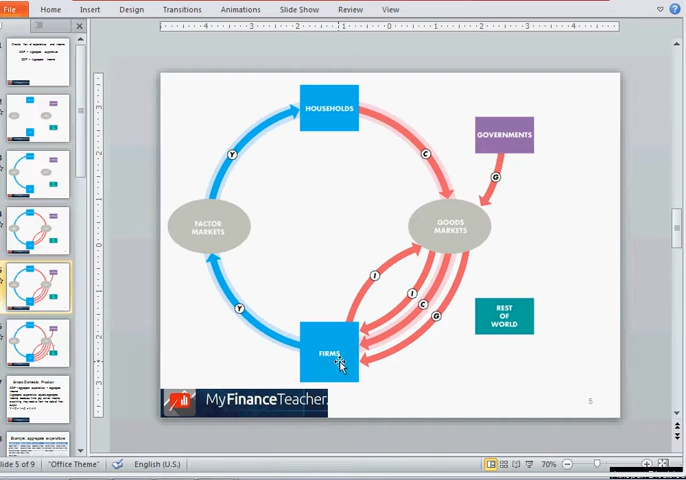 File Home Insert Design Transitions Animations Slide Show Review View
HOUSEHOLDS
GOVERNMENTS
Y
C
G
FACTOR
MARKETS
GOODS
MARKETS
I
I
C
G
Y
REST
OF
WORLD
FIRMS
MyFinanceTeacher.
5
Slide 5 of 9 "Office Theme" English (U.S.) 70%